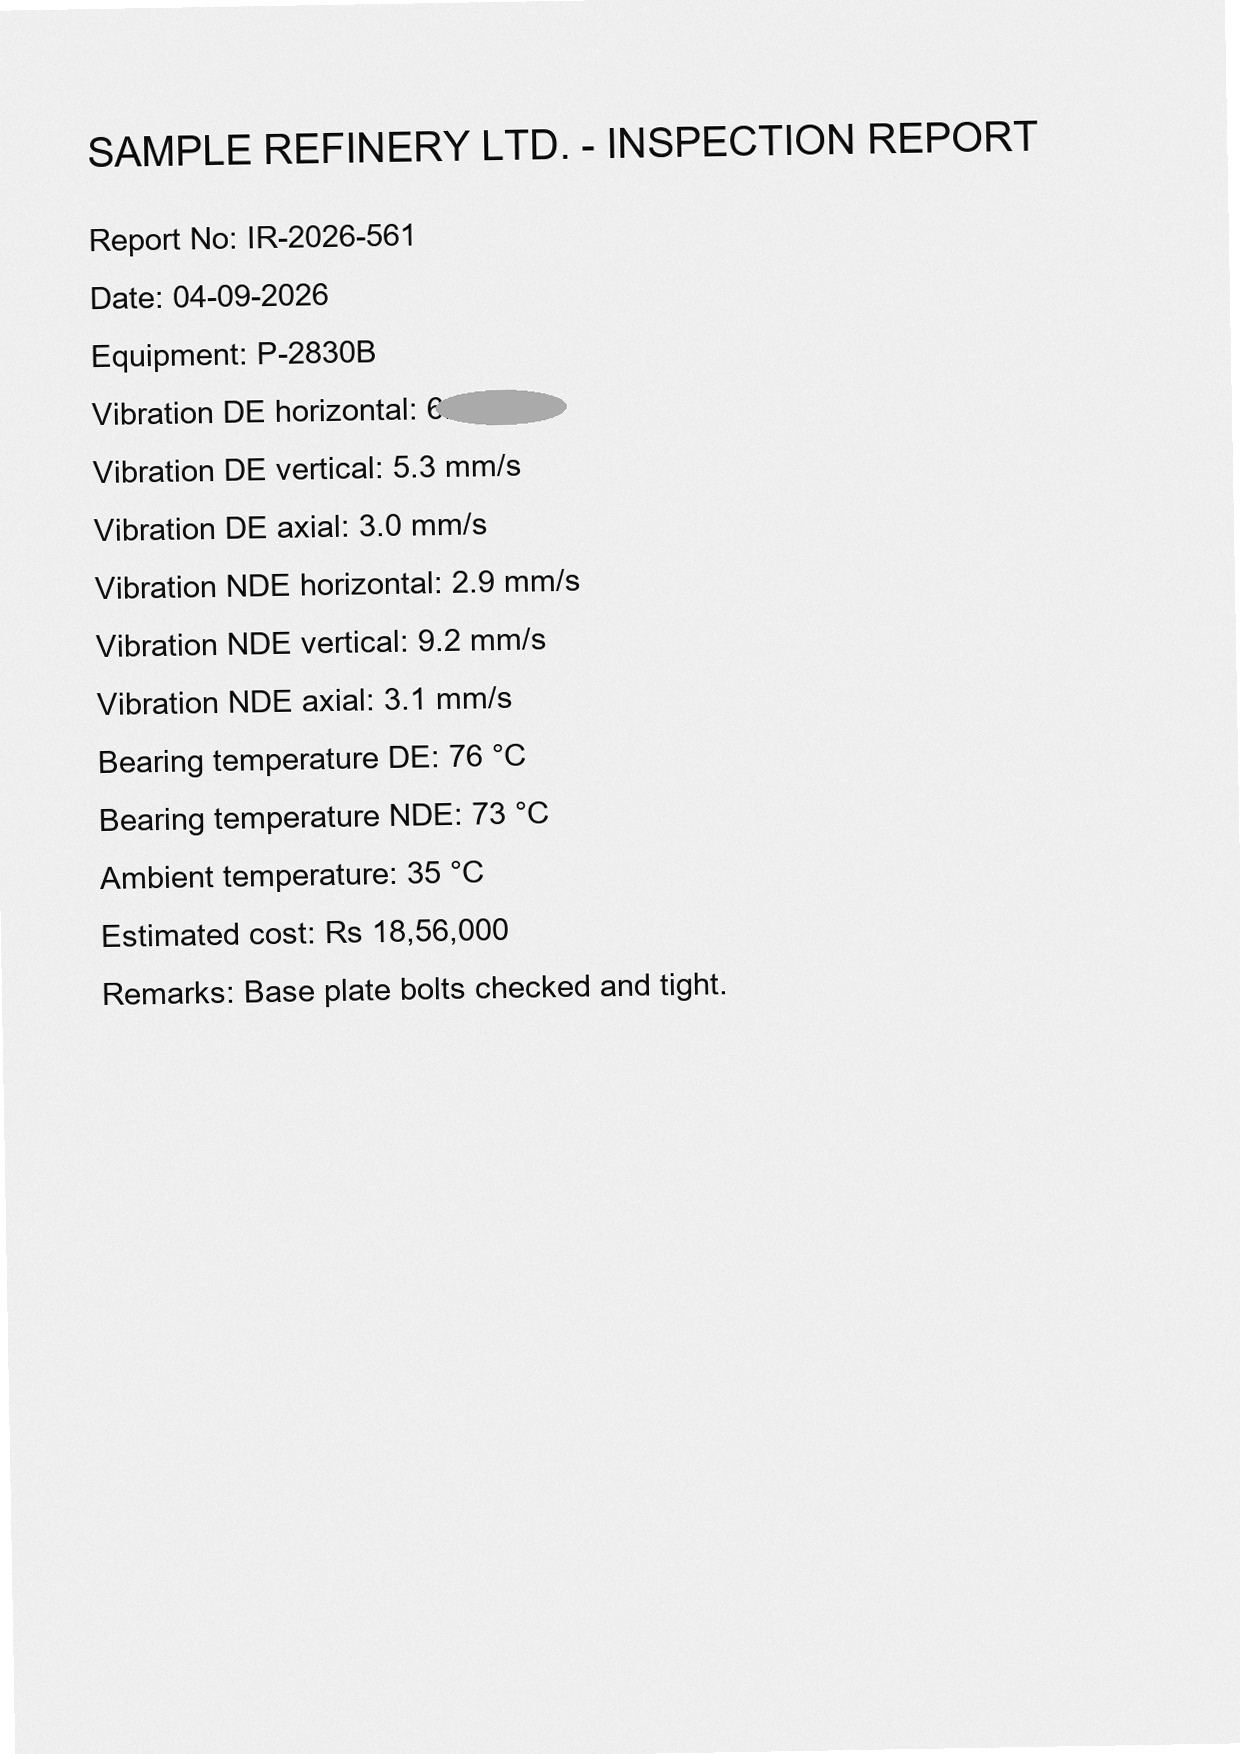 SAMPLE REFINERY LTD. - INSPECTION REPORT
Report No: IR-2026-561
Date: 04-09-2026
Equipment: P-2830B
Vibration DE horizontal:
Vibration DE vertical: 5.3 mm/s
Vibration DE axial: 3.0 mm/s
Vibration NDE horizontal: 2.9 mm/s
Vibration NDE vertical: 9.2 mm/s
Vibration NDE axial: 3.1 mm/s
Bearing temperature DE: 76 °C
Bearing temperature NDE: 73 °C
Ambient temperature: 35 °C
Estimated cost: Rs 18,56,000
Remarks: Base plate bolts checked and tight.